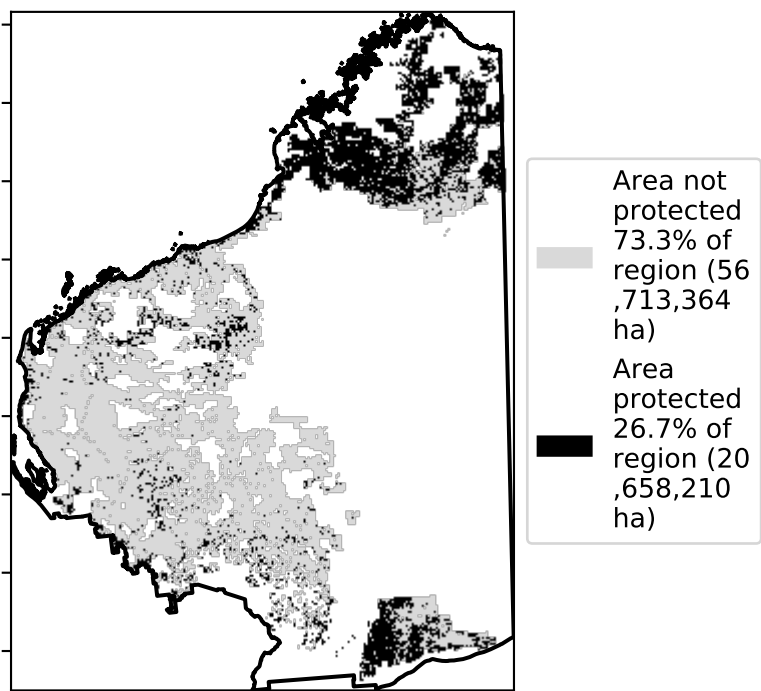 Area not
protected
73.3% of
region (56
,713,364
ha)
Area
protected
26.7% of
region (20
,658,210
ha)